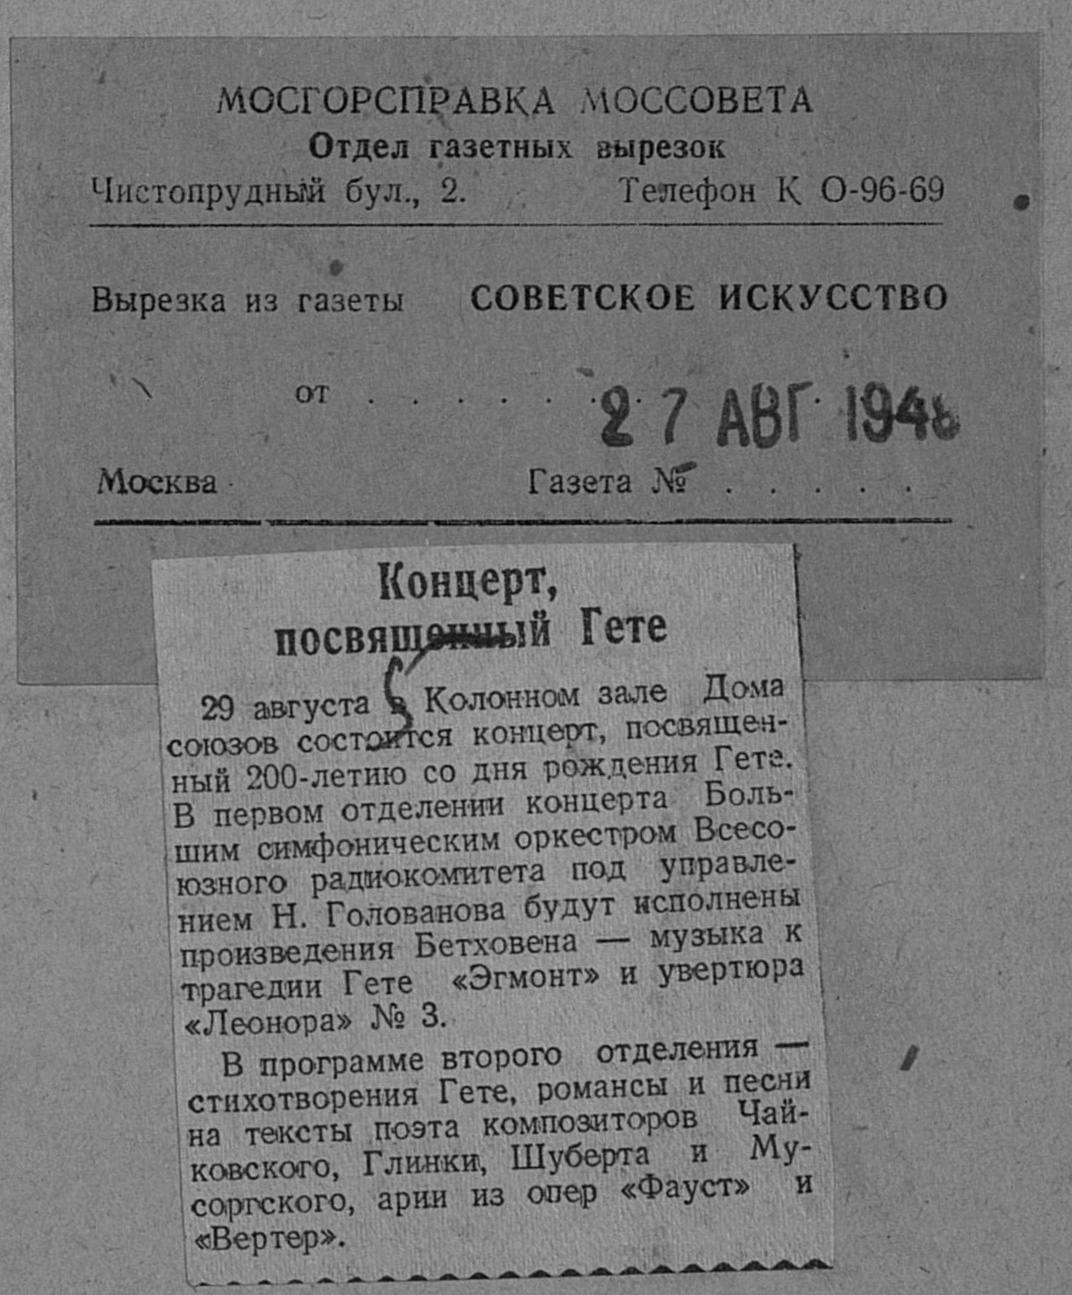 МОСГОРСПРАВКА МОССОВЕТА
Отдел газетных вырезок
Чистопрудный бул., 2. Телефон К 0-96-69
Вырезка из газеты СОВЕТСКОЕ ИСКУССТВО
от . . . . . . 27 АВГ 194
Москва Газета № . . . . .
Концерт,
посвященный Гете
29 августа в Колонном зале Дома
союзов состоится концерт, посвящен-
ный 200-летию со дня рождения Гете.
В первом отделении концерта Боль-
шим симфоническим оркестром Всесо-
юзного радиокомитета под управле-
нием Н. Голованова будут исполнены
произведения Бетховена — музыка к
трагедии Гете «Эгмонт» и увертюра
«Леонора» № 3.
В программе второго отделения —
стихотворения Гете, романсы и песни
на тексты поэта композиторов Чай-
ковского, Глинки, Шуберта и Му-
соргского, арии из опер «Фауст» и
«Вертер».